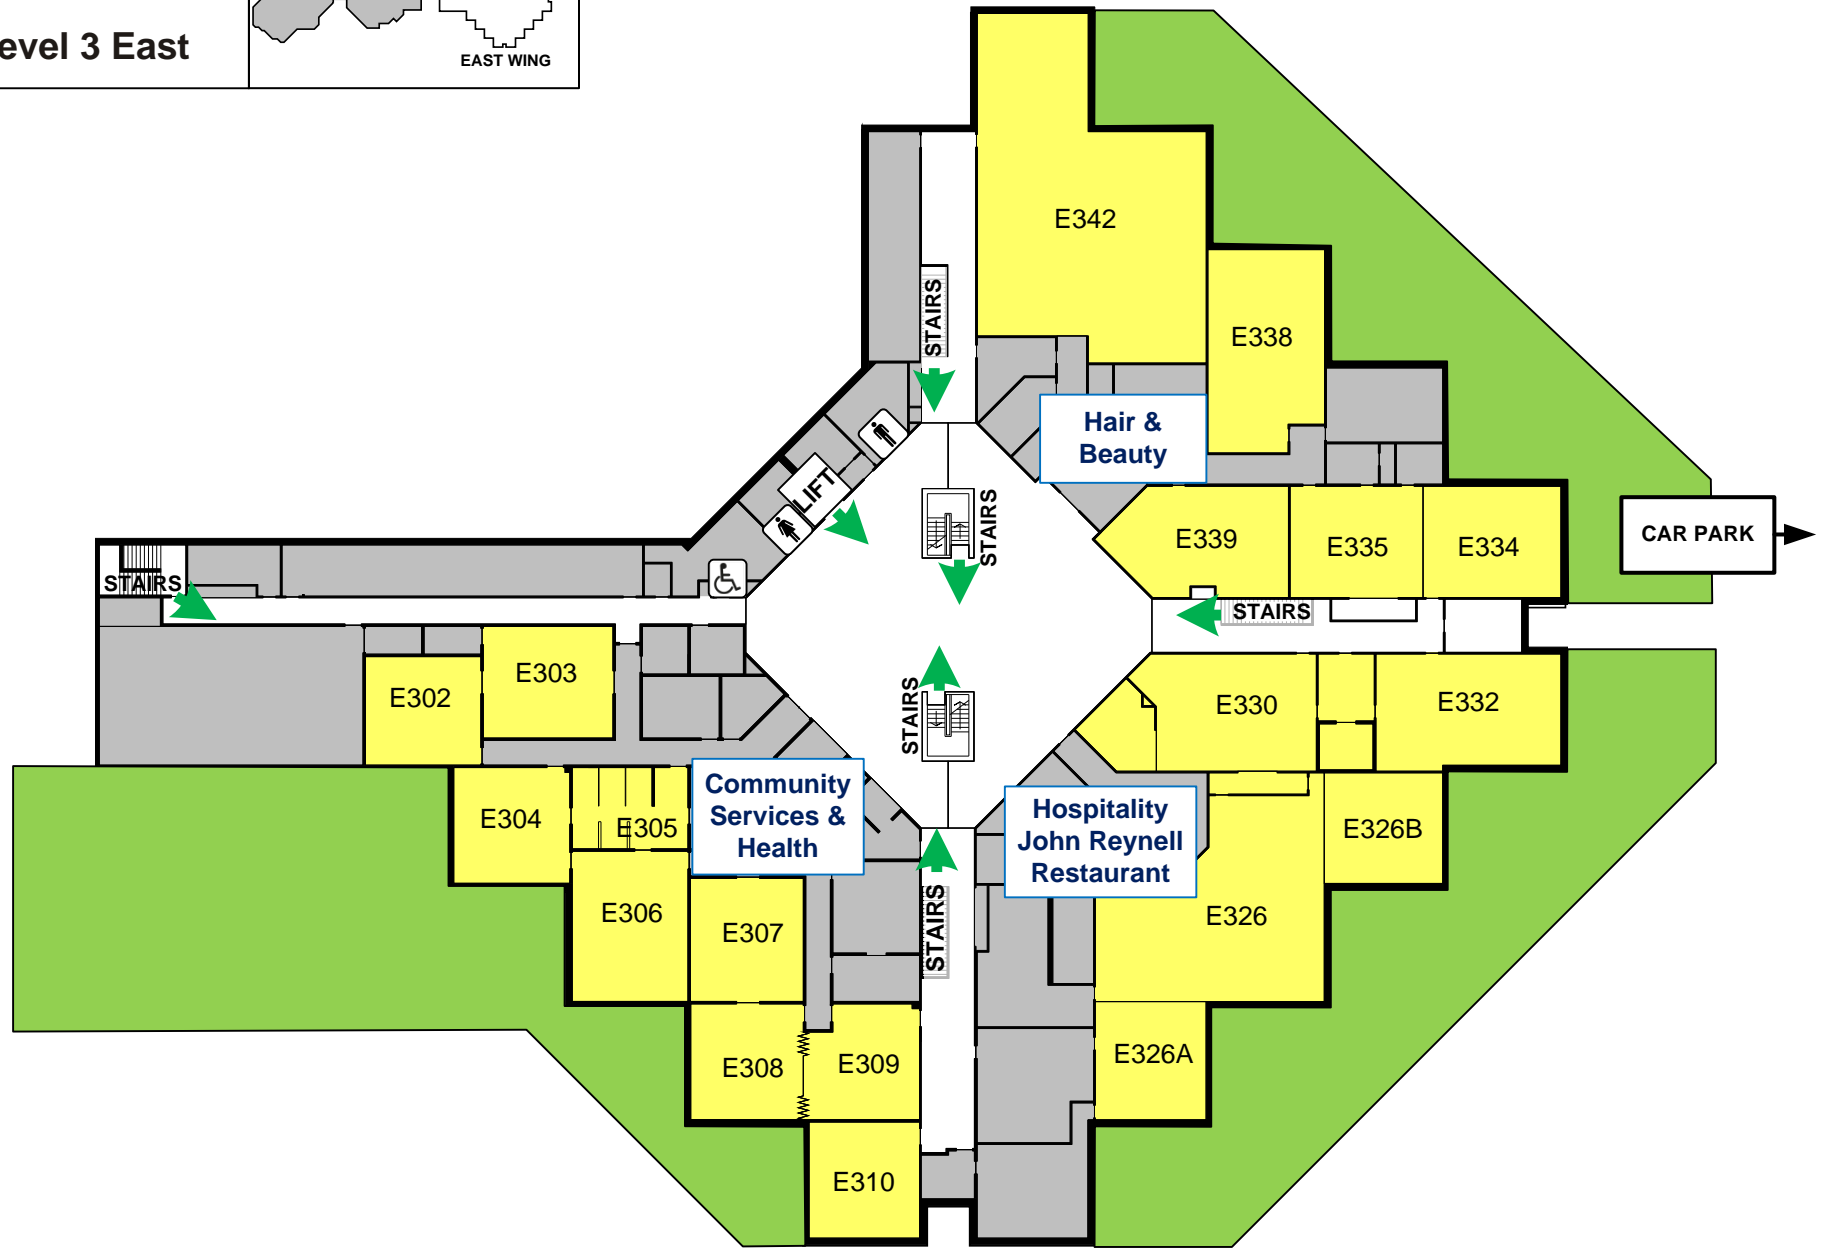 evel 3 East
EAST WING
E342
STAIRS
E338
Hair &
Beauty
LIFT
STAIRS
E339
E335
E334
CAR PARK
STAIRS
STAIRS
E303
E302
E330
E332
STAIRS
Community
Services &
Health
Hospitality
John Reynell
Restaurant
E304
E305
E326B
E306
E307
STAIRS
E326
E308
E309
E326A
E310